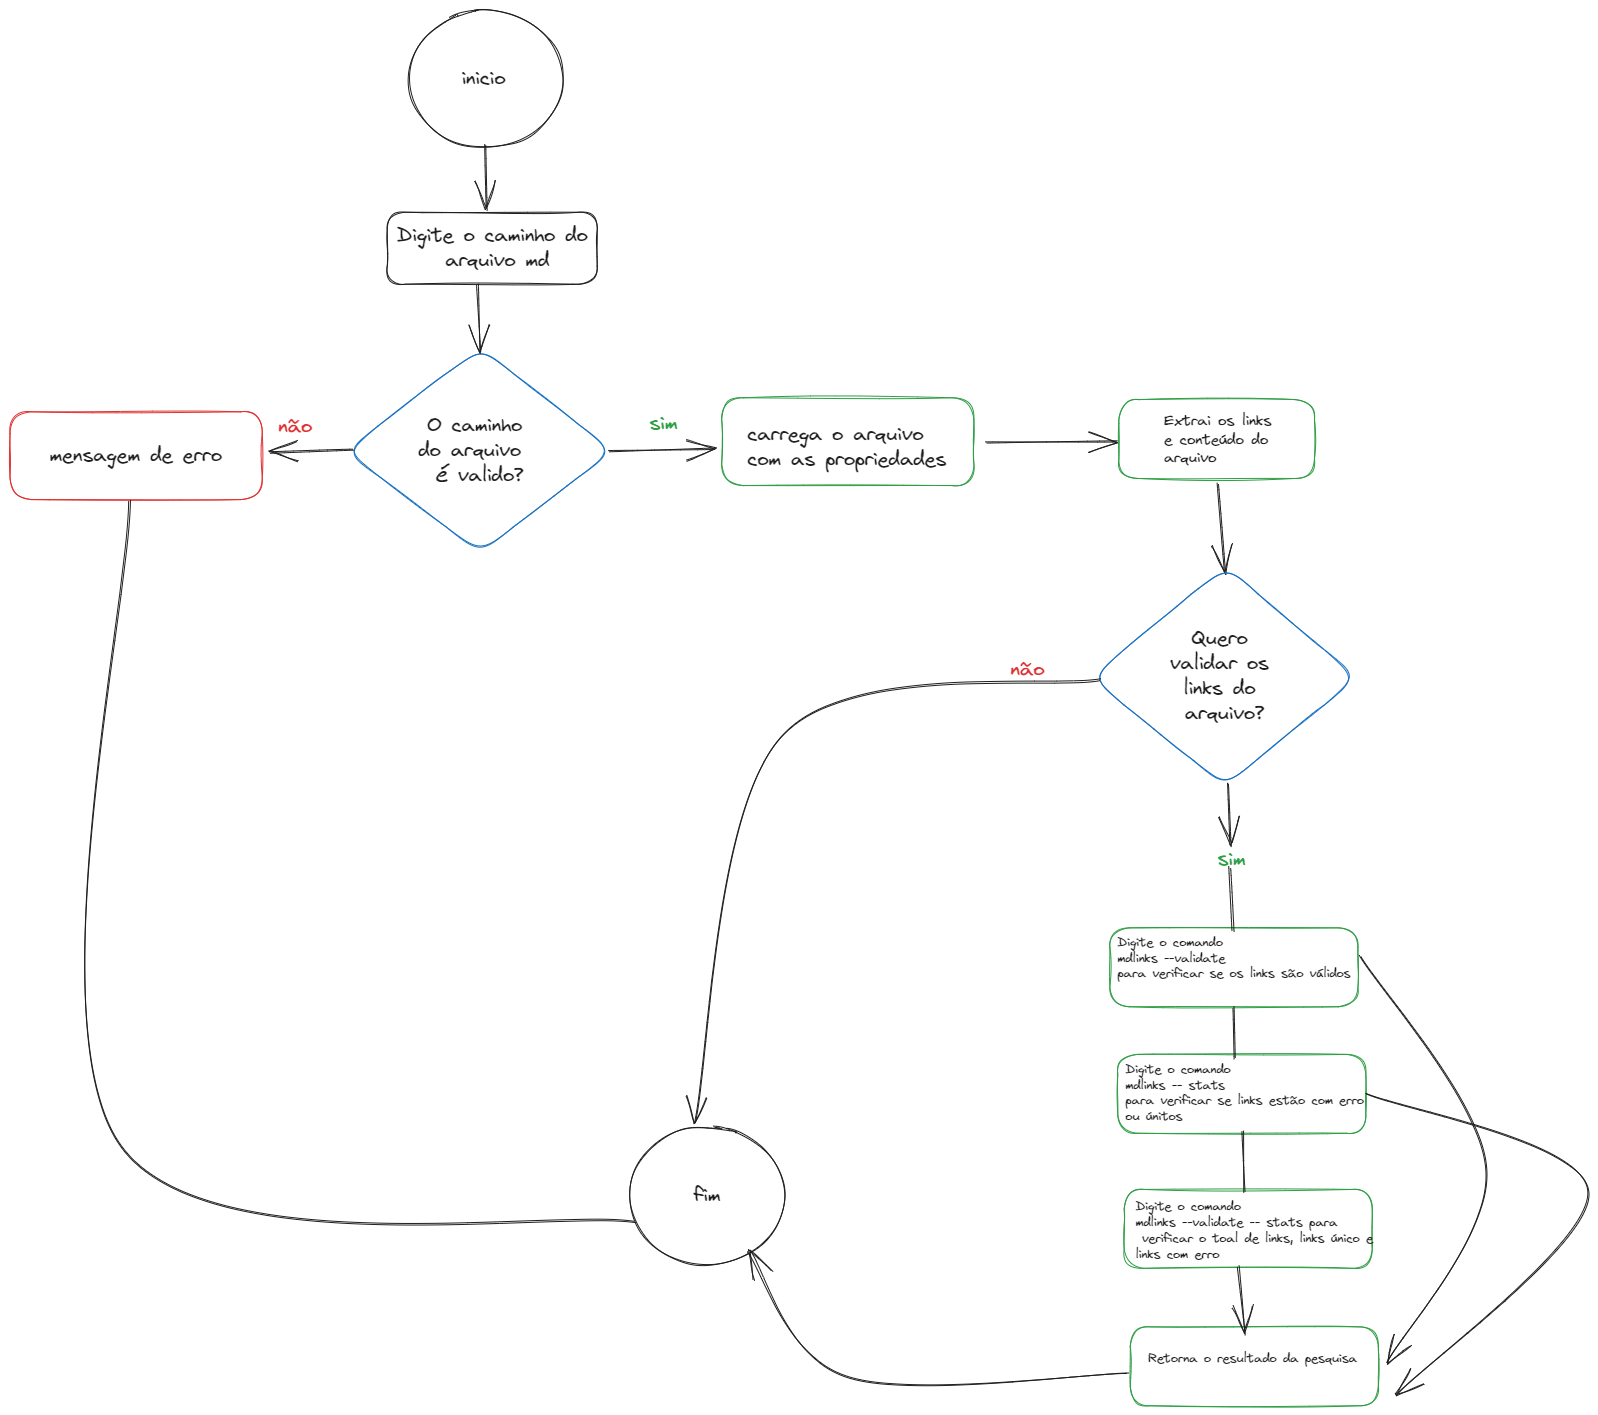 inicio
Digite o caminho do
arquivo md
O caminho
do arquivo
é valido?
não
mensagem de erro
sim
carrega o arquivo
com as propriedades
Extrai os links
e conteúdo do
arquivo
Quero
validar os
links do
arquivo?
não
sim
Digite o comando
mdlinks --validate
para verificar se os links são válidos
Digite o comando
mdlinks -- stats
para verificar se links estão com erro
ou únitos
Digite o comando
mdlinks --validate -- stats para
verificar o toal de links, links único e
links com erro
Retorna o resultado da pesquisa
fim